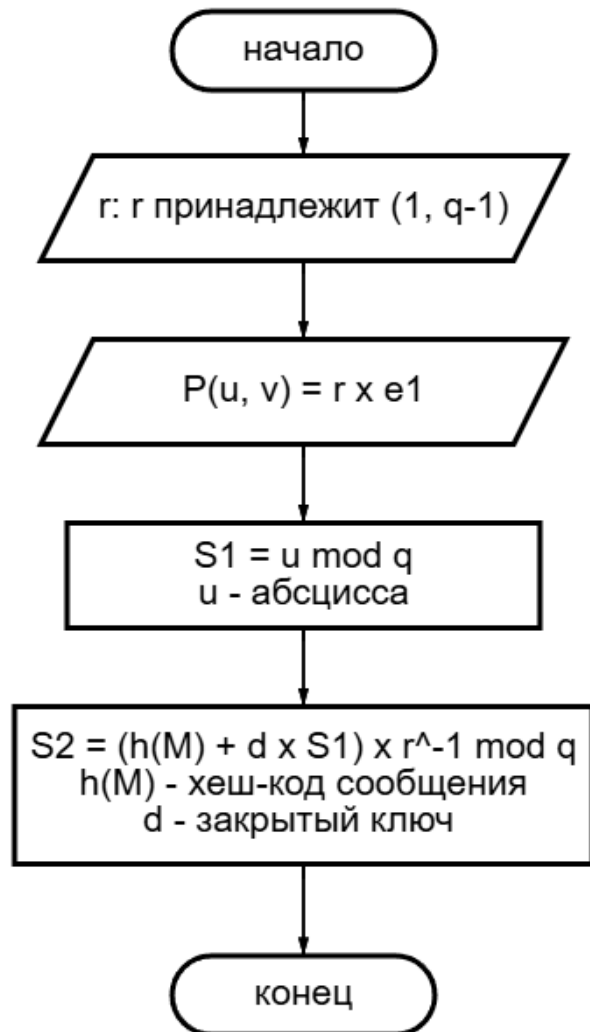 начало
r: r принадлежит (1, q-1)
P(u, v) = r x e1
S1 = u mod q
u - абсцисса
S2 = (h(M) + d x S1) x r^-1 mod q
h(M) - хеш-код сообщения
d - закрытый ключ
конец